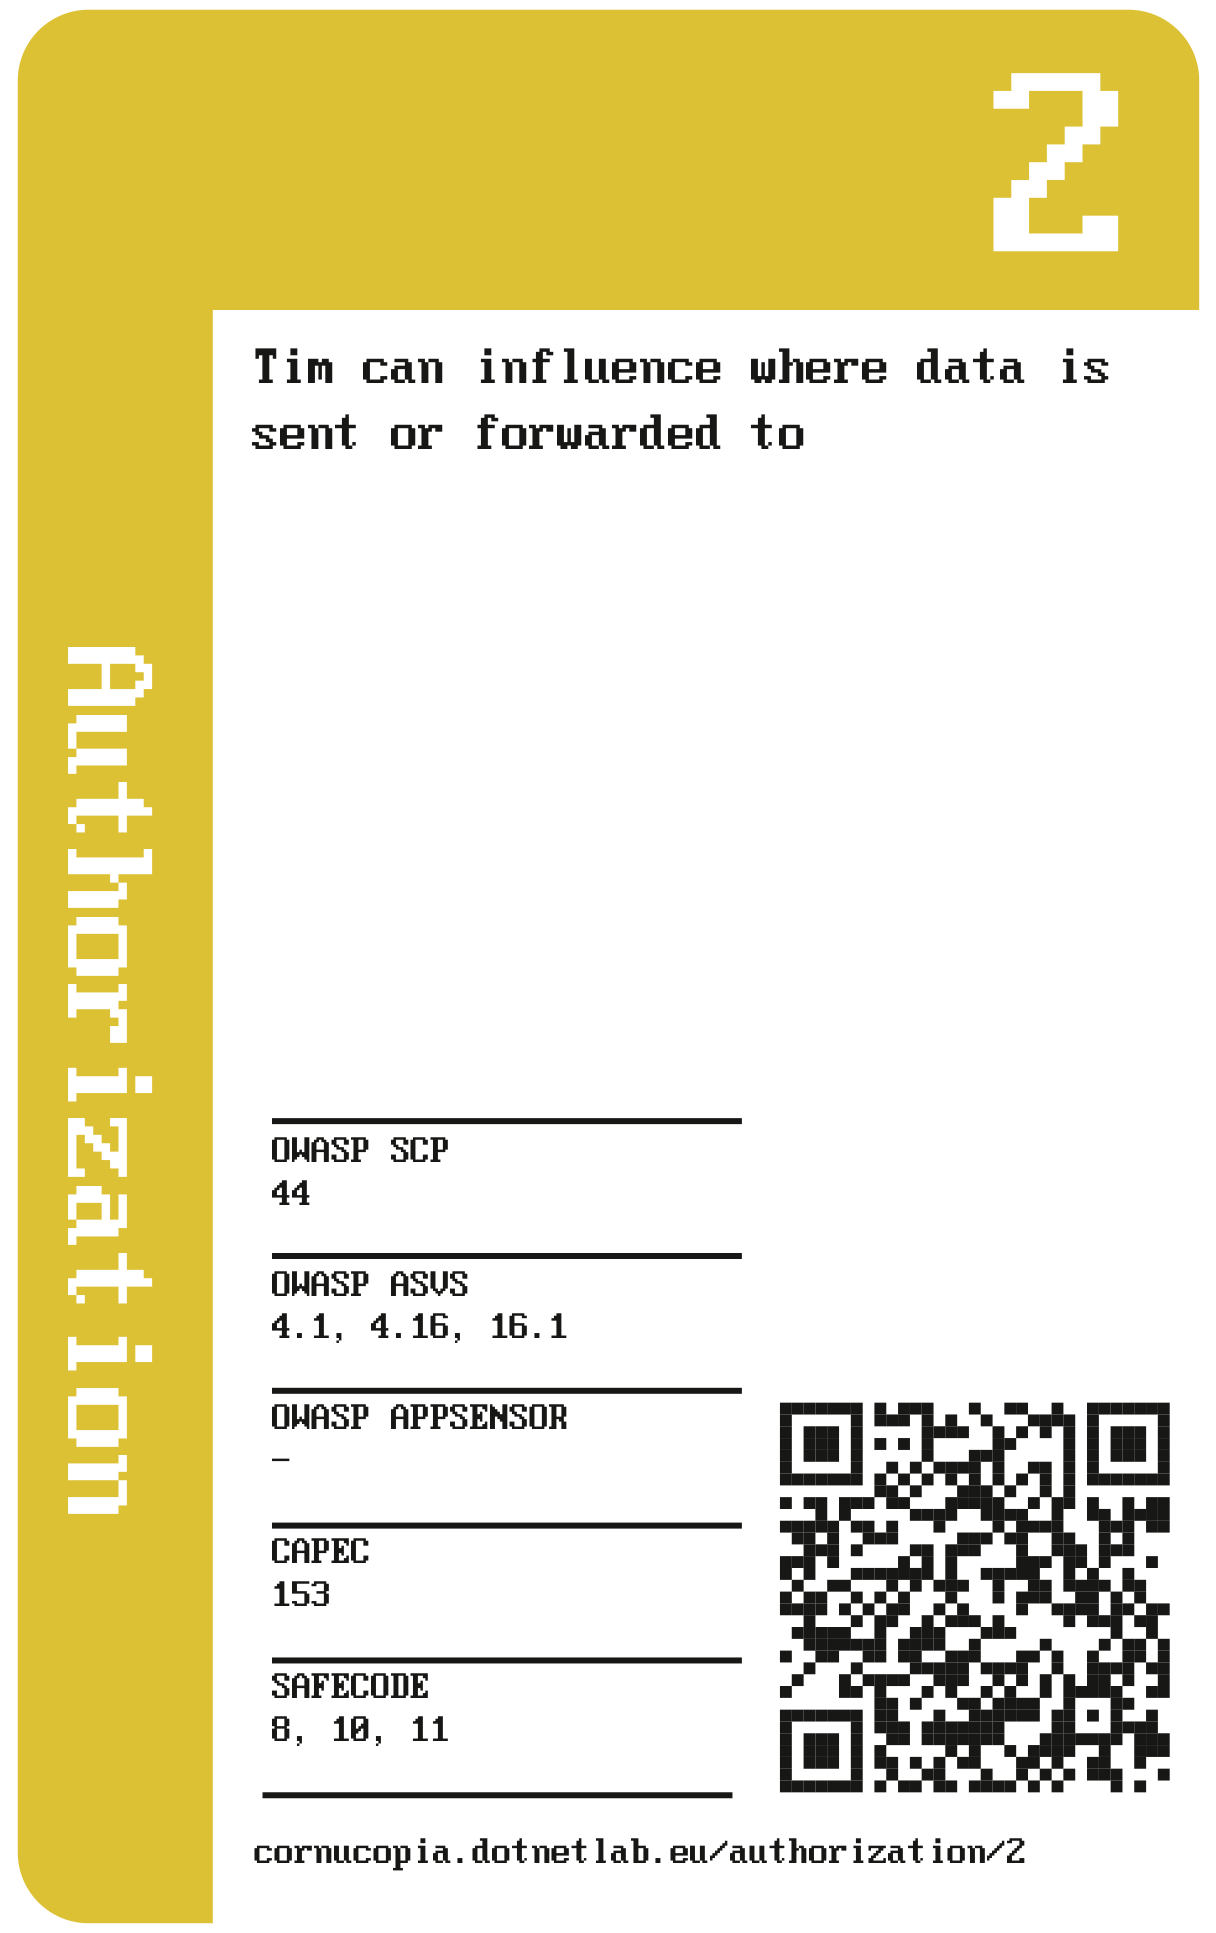 2
Tim can influence where data is
sent or forwarded to
Authorization
OWASP SCP
44
OWASP ASVS
4.1, 4.16, 16.1
OWASP APPSENSOR
–
CAPEC
153
SAFECODE
8, 10, 11
cornucopia.dotnetlab.eu/authorization/2